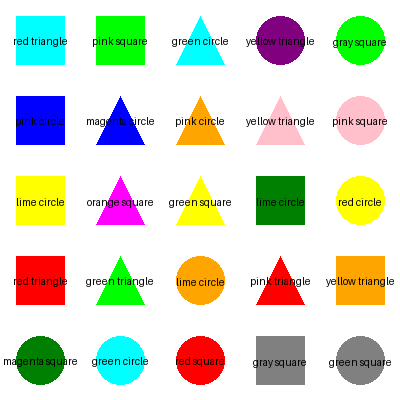 red triangle pink square green circle yellow triangle gray square
pink circle magenta circle pink circle yellow triangle pink square
lime circle orange square green square lime circle red circle
red triangle green triangle lime circle pink triangle yellow triangle
magenta square green circle red square gray square green square